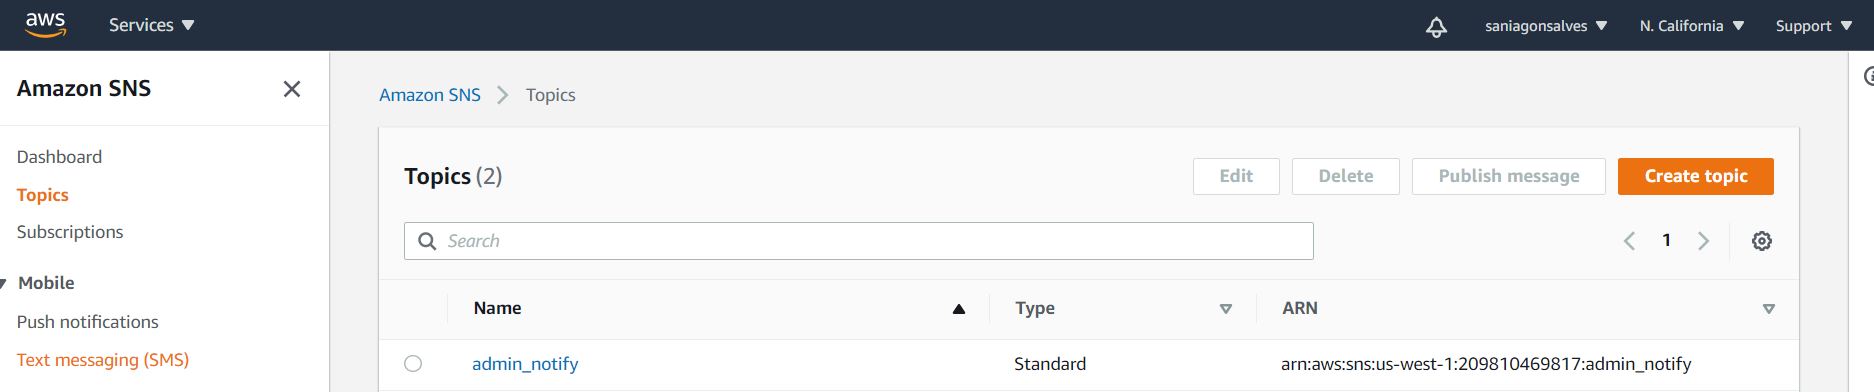 aws Services saniagonsalves N. California Support
Amazon SNS
Dashboard
Topics
Subscriptions
Mobile
Push notifications
Text messaging (SMS)
Amazon SNS Topics
Topics (2) Edit Delete Publish message Create topic
Search 1
Name Type ARN
admin_notify Standard arn:aws:sns:us-west-1:209810469817:admin_notify